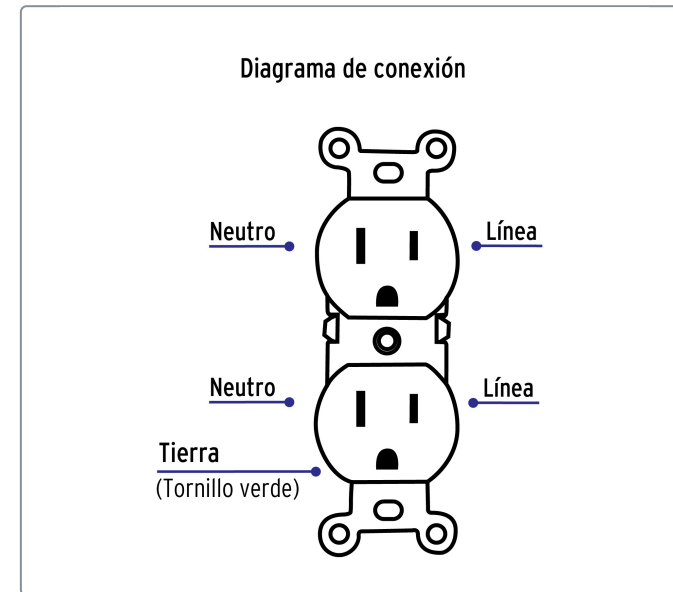 Diagrama de conexión
Neutro
Línea
Neutro
Línea
Tierra
(Tornillo verde)